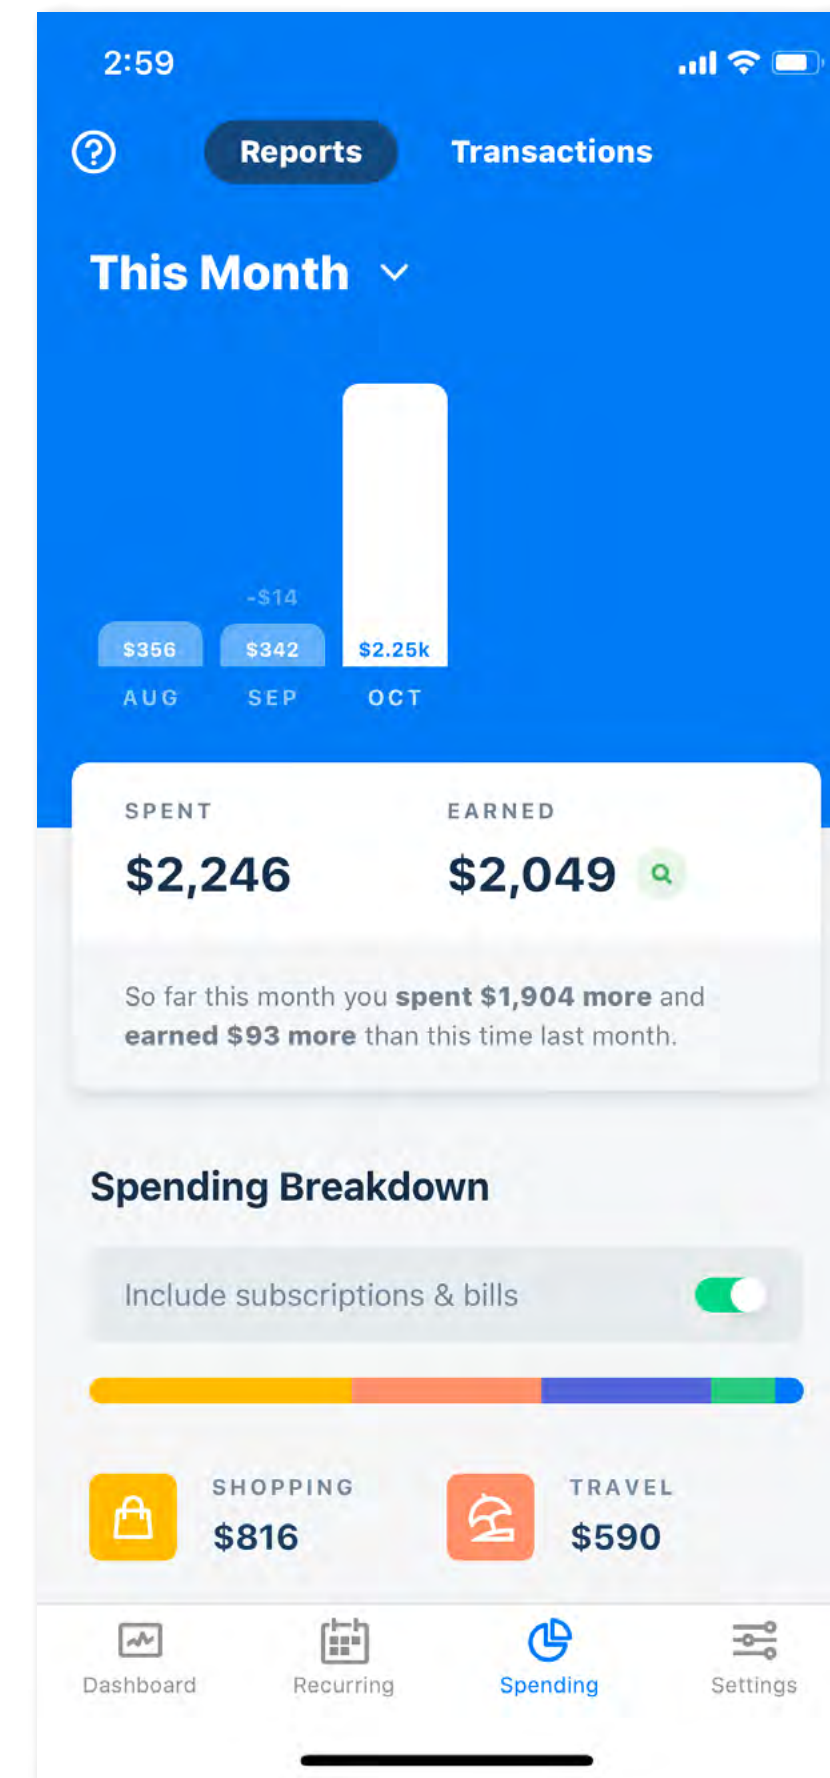 2:59
Reports Transactions
This Month
-$14
$356 $342 $2.25k
AUG SEP OCT
SPENT EARNED
$2,246 $2,049
So far this month you spent $1,904 more and
earned $93 more than this time last month.
Spending Breakdown
Include subscriptions & bills
SHOPPING TRAVEL
$816 $590
Dashboard Recurring Spending Settings